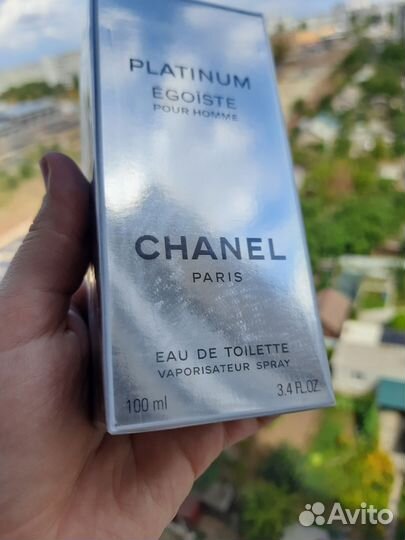 PLATINUM
ÉGOÏSTE
POUR HOMME
CHANEL
PARIS
EAU DE TOILETTE
VAPORISATEUR SPRAY
100 ml 3.4 FL.OZ.
Avito